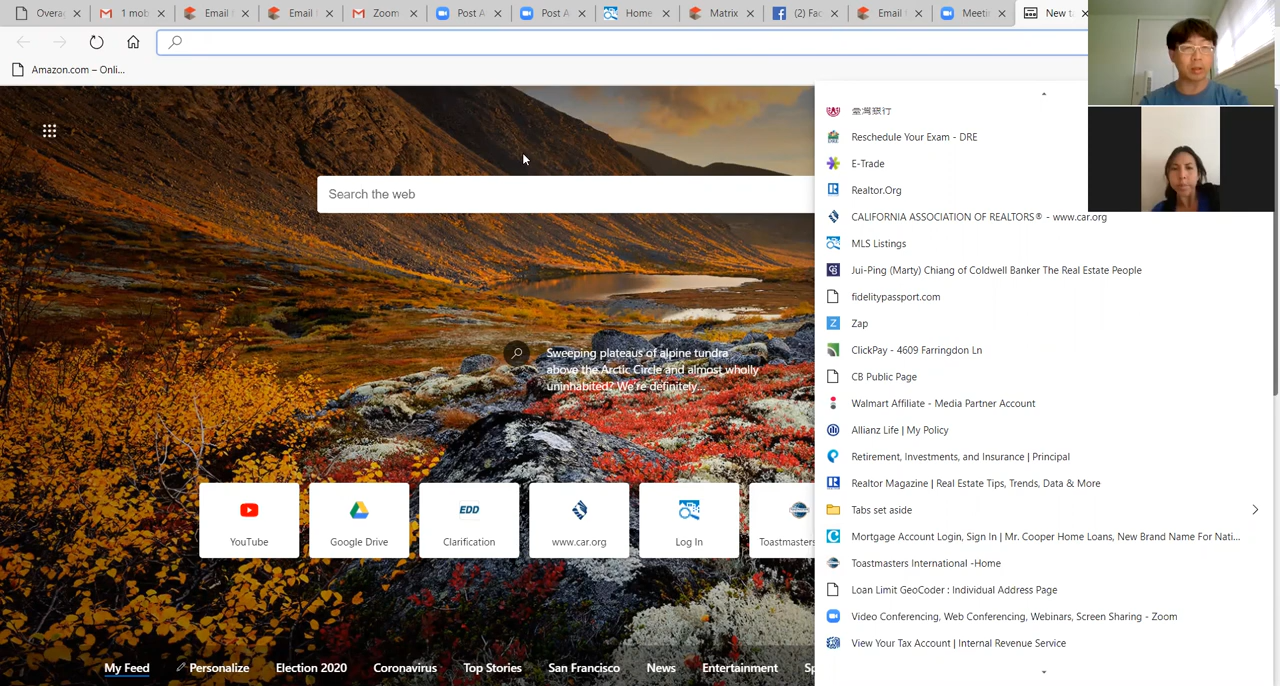 Overa
1 mob
Email
Email
Zoom
Post A
Post A
Home
Matrix
(2) Fac
Email
Meetin
New ta
Amazon.com – Onli...
Search the web
Sweeping plateaus of alpine tundra
above the Arctic Circle and almost wholly
uninhabited? We're definitely...
YouTube
Google Drive
EDD
Clarification
www.car.org
Log In
Toastmasters
My Feed
Personalize
Election 2020
Coronavirus
Top Stories
San Francisco
News
Entertainment
Sp
臺灣銀行
Reschedule Your Exam - DRE
E-Trade
Realtor.Org
CALIFORNIA ASSOCIATION OF REALTORS® - www.car.org
MLS Listings
Jui-Ping (Marty) Chiang of Coldwell Banker The Real Estate People
fidelitypassport.com
Zap
ClickPay - 4609 Farringdon Ln
CB Public Page
Walmart Affiliate - Media Partner Account
Allianz Life | My Policy
Retirement, Investments, and Insurance | Principal
Realtor Magazine | Real Estate Tips, Trends, Data & More
Tabs set aside
Mortgage Account Login, Sign In | Mr. Cooper Home Loans, New Brand Name For Nati...
Toastmasters International -Home
Loan Limit GeoCoder : Individual Address Page
Video Conferencing, Web Conferencing, Webinars, Screen Sharing - Zoom
View Your Tax Account | Internal Revenue Service